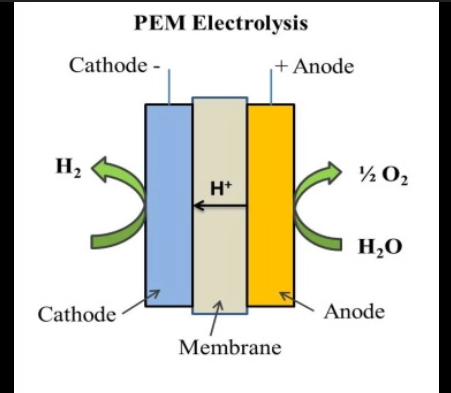 PEM Electrolysis
Cathode -
+ Anode
H₂
H⁺
½ O₂
H₂O
Cathode
Anode
Membrane